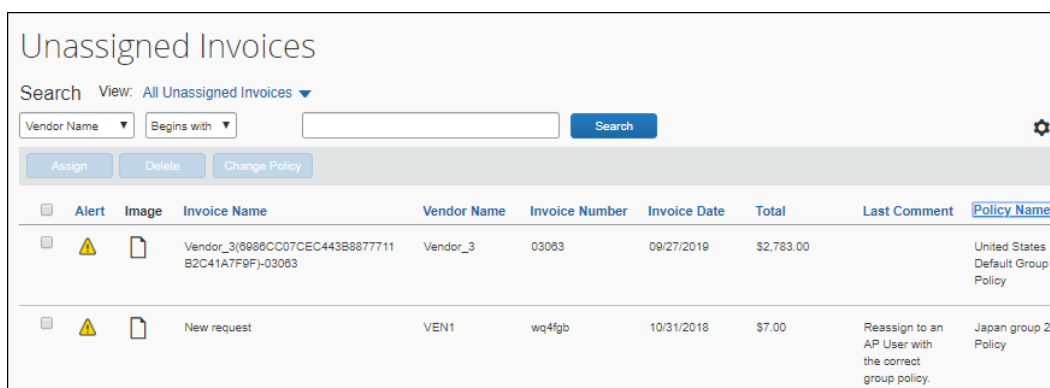 Unassigned Invoices
Search View: All Unassigned Invoices
Vendor Name Begins with Search
Assign Delete Change Policy
Alert Image Invoice Name Vendor Name Invoice Number Invoice Date Total Last Comment Policy Name
Vendor_3(6986CC07CEC443B8877711 Vendor_3 03063 09/27/2019 $2,783.00 United States
B2C41A7F9F)-03063 Default Group
Policy
New request VEN1 wq4fgb 10/31/2018 $7.00 Reassign to an Japan group 2
AP User with Policy
the correct
group policy.